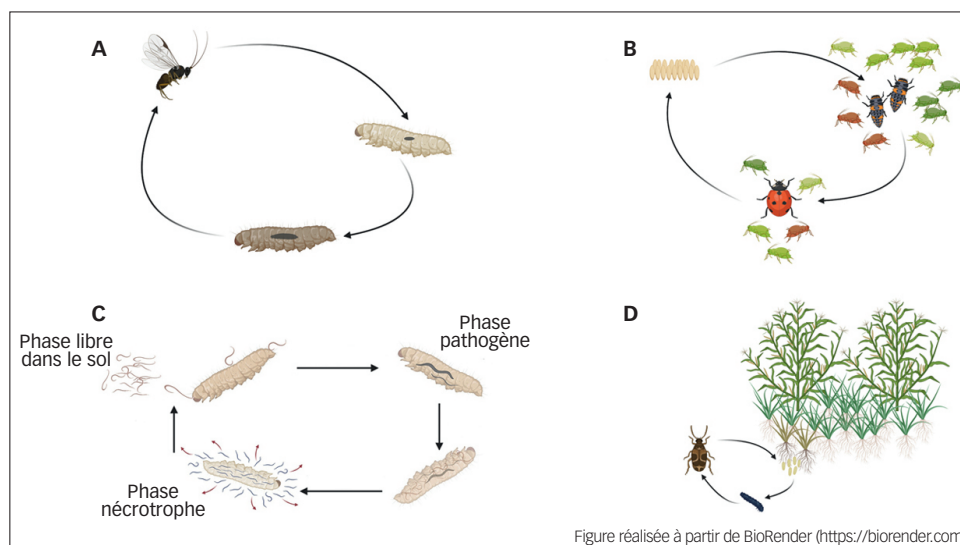 A
B
C
Phase libre
dans le sol
Phase
pathogène
Phase
nécrotrophe
D
Figure réalisée à partir de BioRender (https://biorender.com